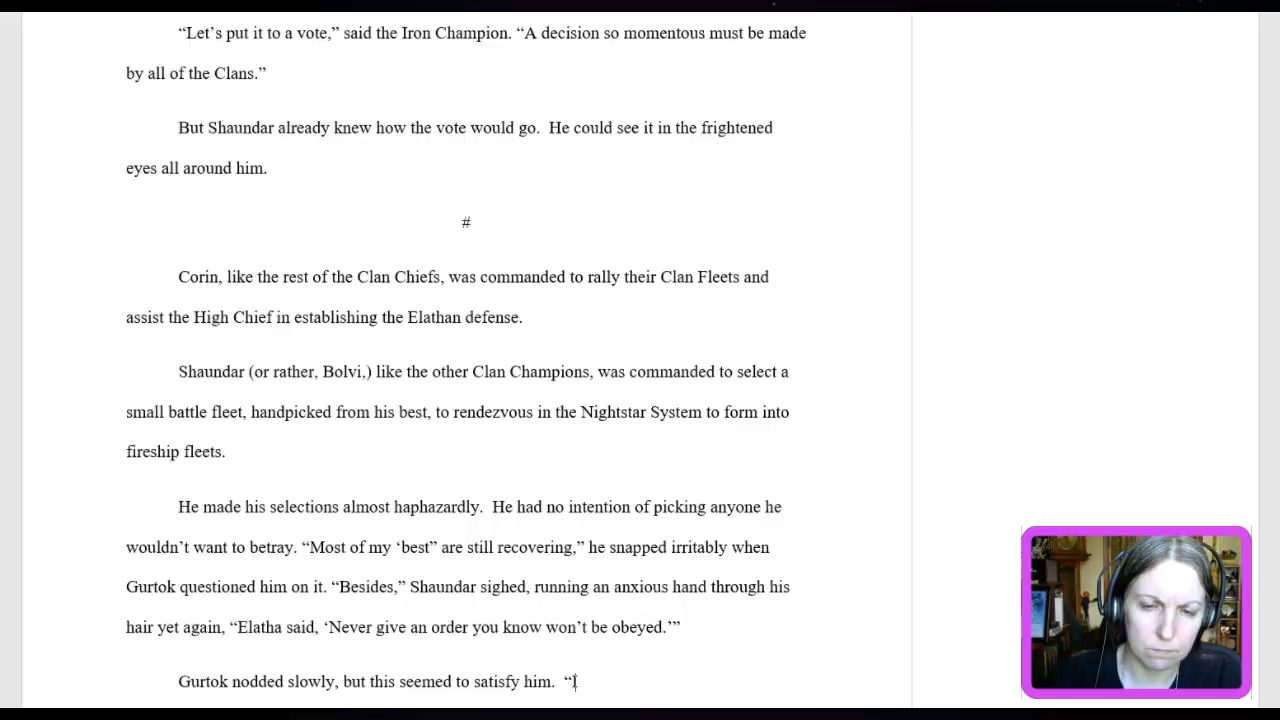 “Let’s put it to a vote,” said the Iron Champion. “A decision so momentous must be made
by all of the Clans.”
But Shaundar already knew how the vote would go.  He could see it in the frightened
eyes all around him.
#
Corin, like the rest of the Clan Chiefs, was commanded to rally their Clan Fleets and
assist the High Chief in establishing the Elathan defense.
Shaundar (or rather, Bolvi,) like the other Clan Champions, was commanded to select a
small battle fleet, handpicked from his best, to rendezvous in the Nightstar System to form into
fireship fleets.
He made his selections almost haphazardly.  He had no intention of picking anyone he
wouldn’t want to betray. “Most of my ‘best” are still recovering,” he snapped irritably when
Gurtok questioned him on it. “Besides,” Shaundar sighed, running an anxious hand through his
hair yet again, “Elatha said, ‘Never give an order you know won’t be obeyed.’”
Gurtok nodded slowly, but this seemed to satisfy him.  “I